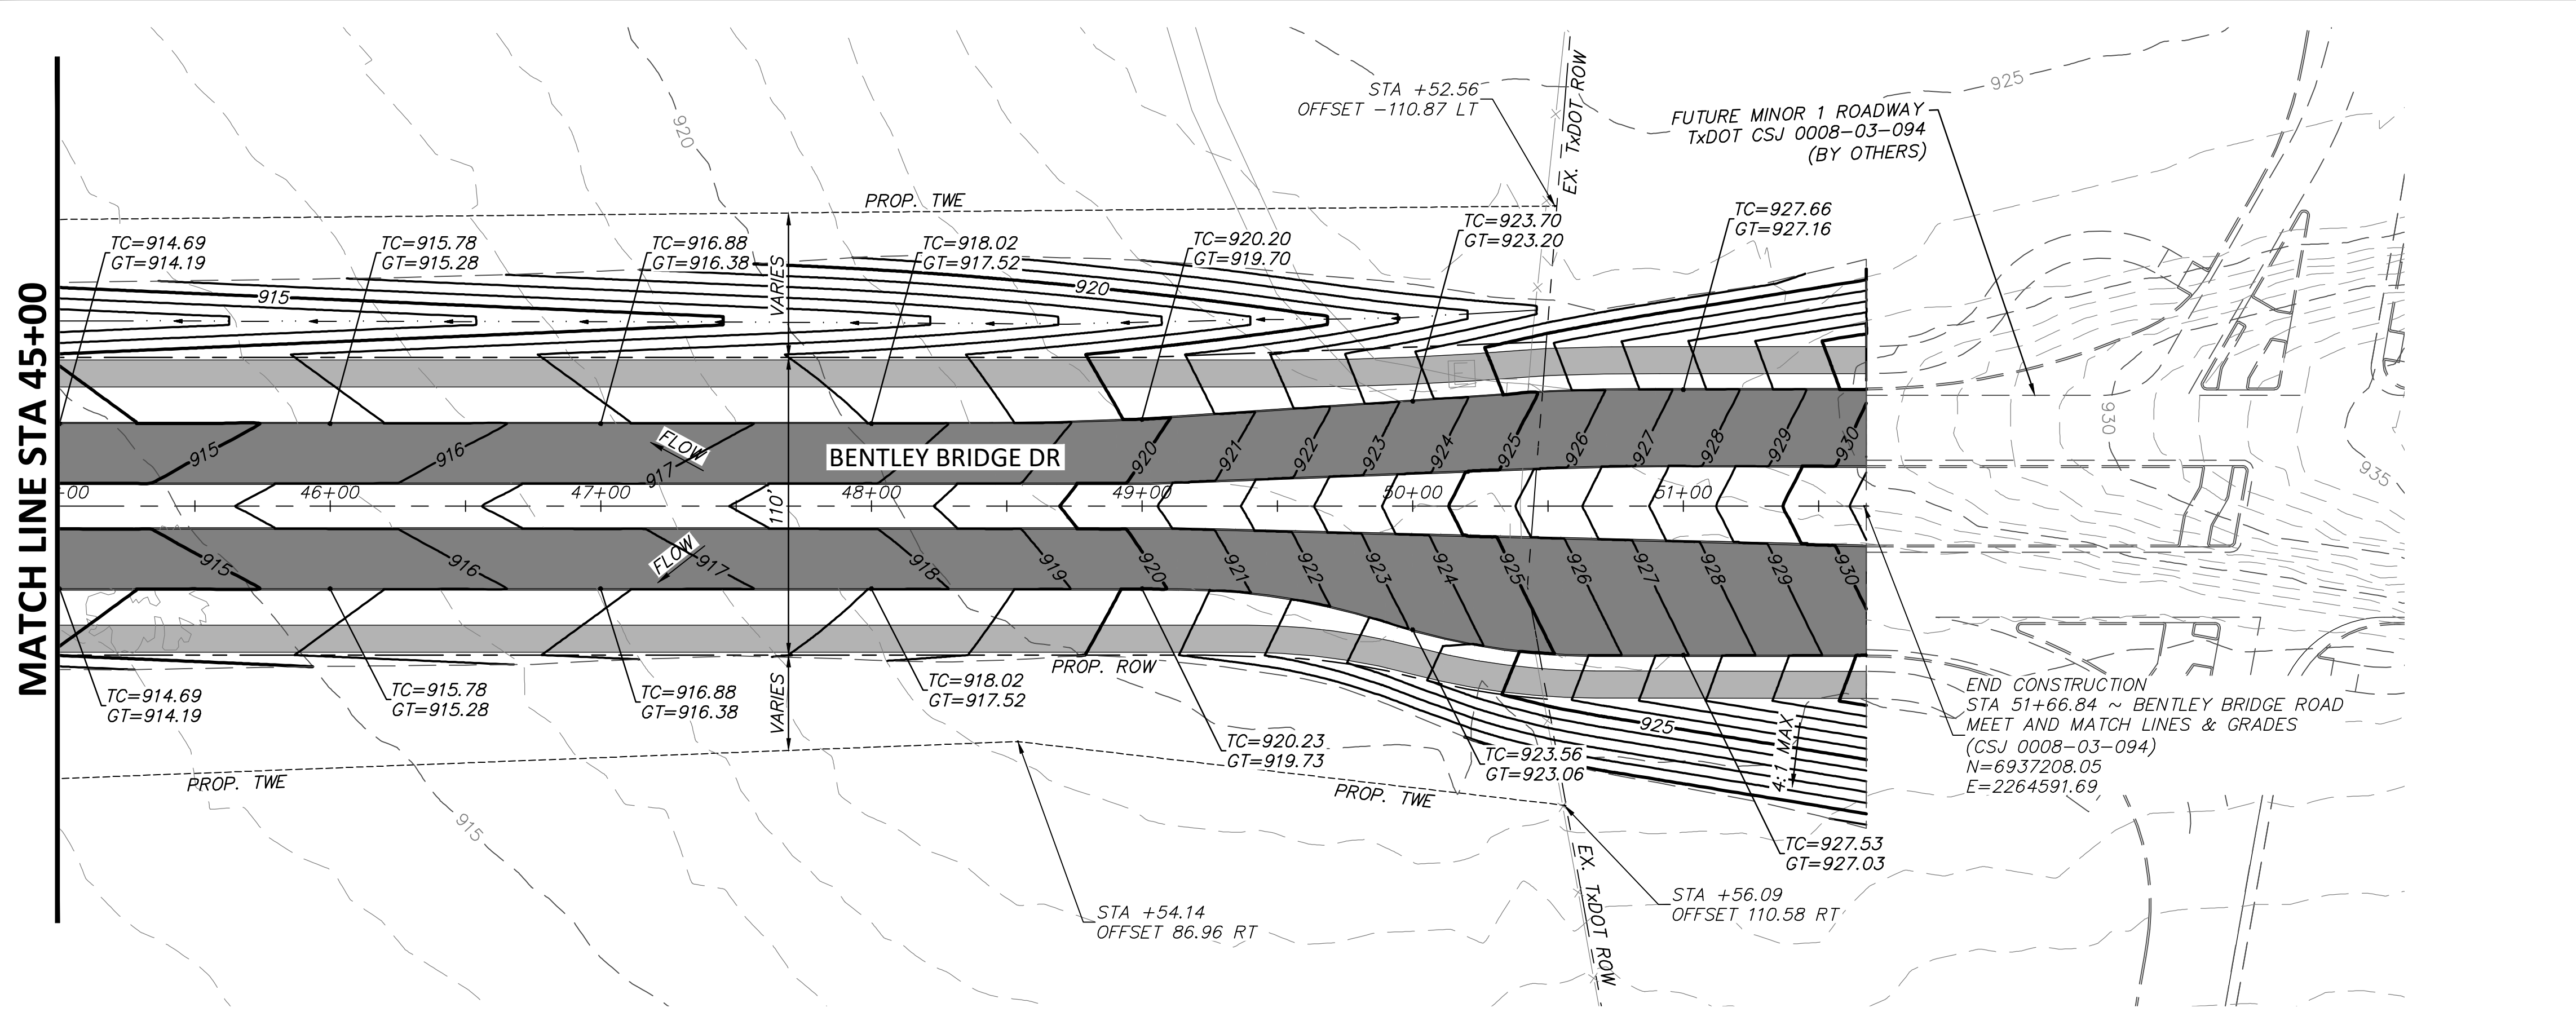 MATCH LINE STA 45+00
925
STA +52.56
OFFSET -110.87 LT
EX. TxDOT ROW
FUTURE MINOR 1 ROADWAY
TxDOT CSJ 0008-03-094
(BY OTHERS)
920
PROP. TWE
TC=914.69
GT=914.19
TC=915.78
GT=915.28
TC=916.88
GT=916.38
VARIES
TC=918.02
GT=917.52
TC=920.20
GT=919.70
TC=923.70
GT=923.20
TC=927.66
GT=927.16
915
920
915
916
FLOW
917
BENTLEY BRIDGE DR
920
921
922
923
924
925
926
927
928
929
930
930
935
+00
46+00
47+00
110'
48+00
49+00
50+00
51+00
915
916
FLOW
917
918
919
920
921
922
923
924
925
926
927
928
929
930
PROP. ROW
TC=914.69
GT=914.19
TC=915.78
GT=915.28
TC=916.88
GT=916.38
VARIES
TC=918.02
GT=917.52
TC=920.23
GT=919.73
TC=923.56
GT=923.06
925
4:1 MAX
END CONSTRUCTION
STA 51+66.84 ~ BENTLEY BRIDGE ROAD
MEET AND MATCH LINES & GRADES
(CSJ 0008-03-094)
N=6937208.05
E=2264591.69
PROP. TWE
PROP. TWE
915
TC=927.53
GT=927.03
EX. TxDOT ROW
STA +54.14
OFFSET 86.96 RT
STA +56.09
OFFSET 110.58 RT